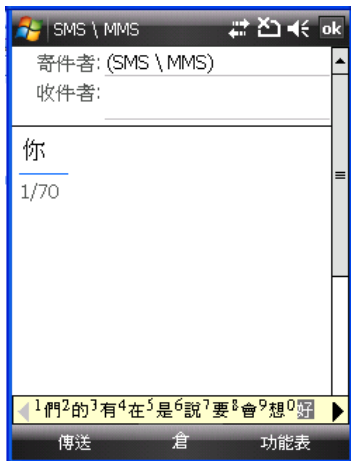 SMS \ MMS ok
寄件者: (SMS \ MMS)
收件者:
你
1/70
1們2的3有4在5是6說7要8會9想0好
傳送 倉 功能表